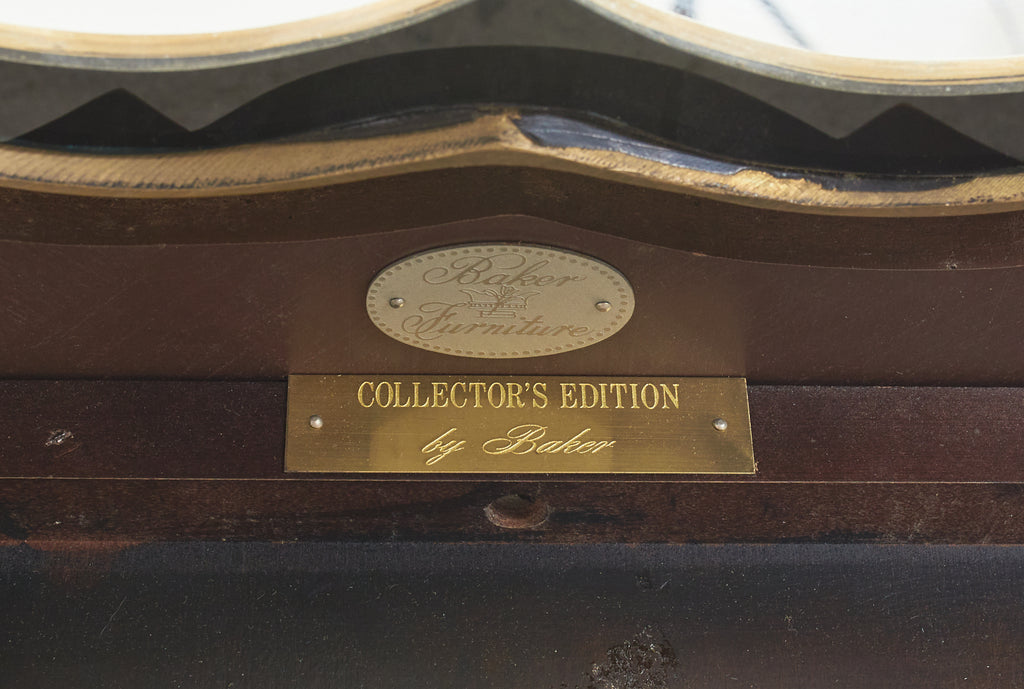 Baker
Furniture
COLLECTOR'S EDITION
by Baker